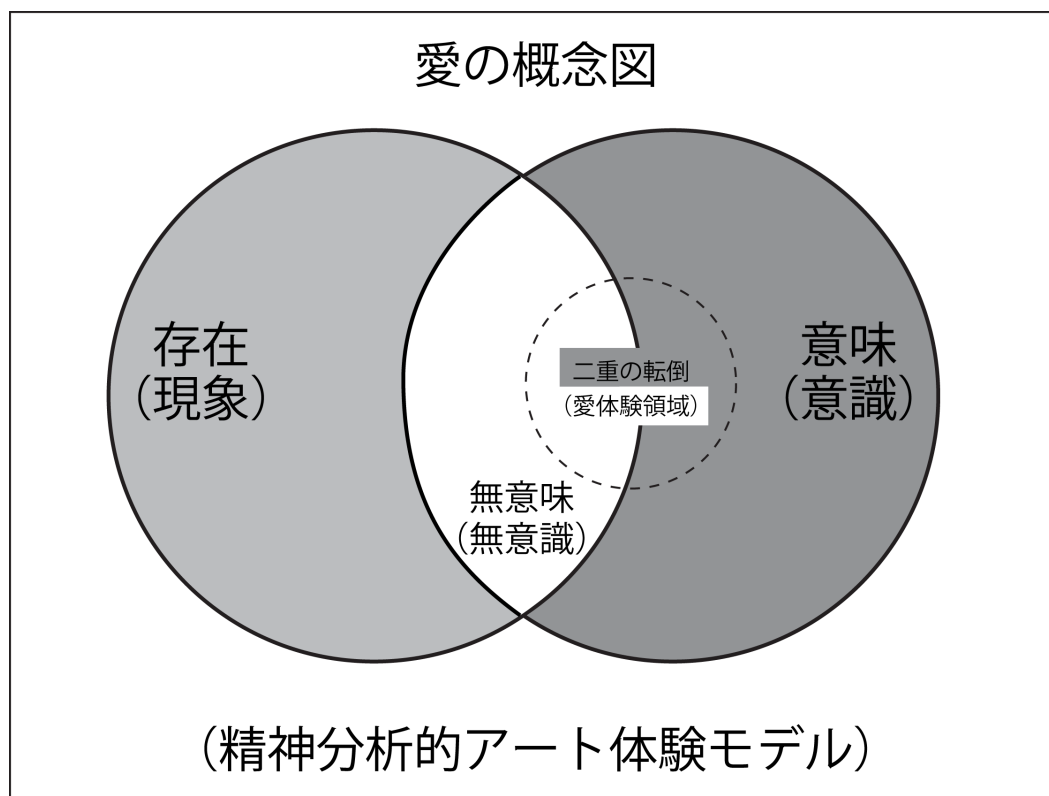 愛の概念図
存在
（現象）
二重の転倒
（愛体験領域）
意味
（意識）
無意味
（無意識）
（精神分析的アート体験モデル）